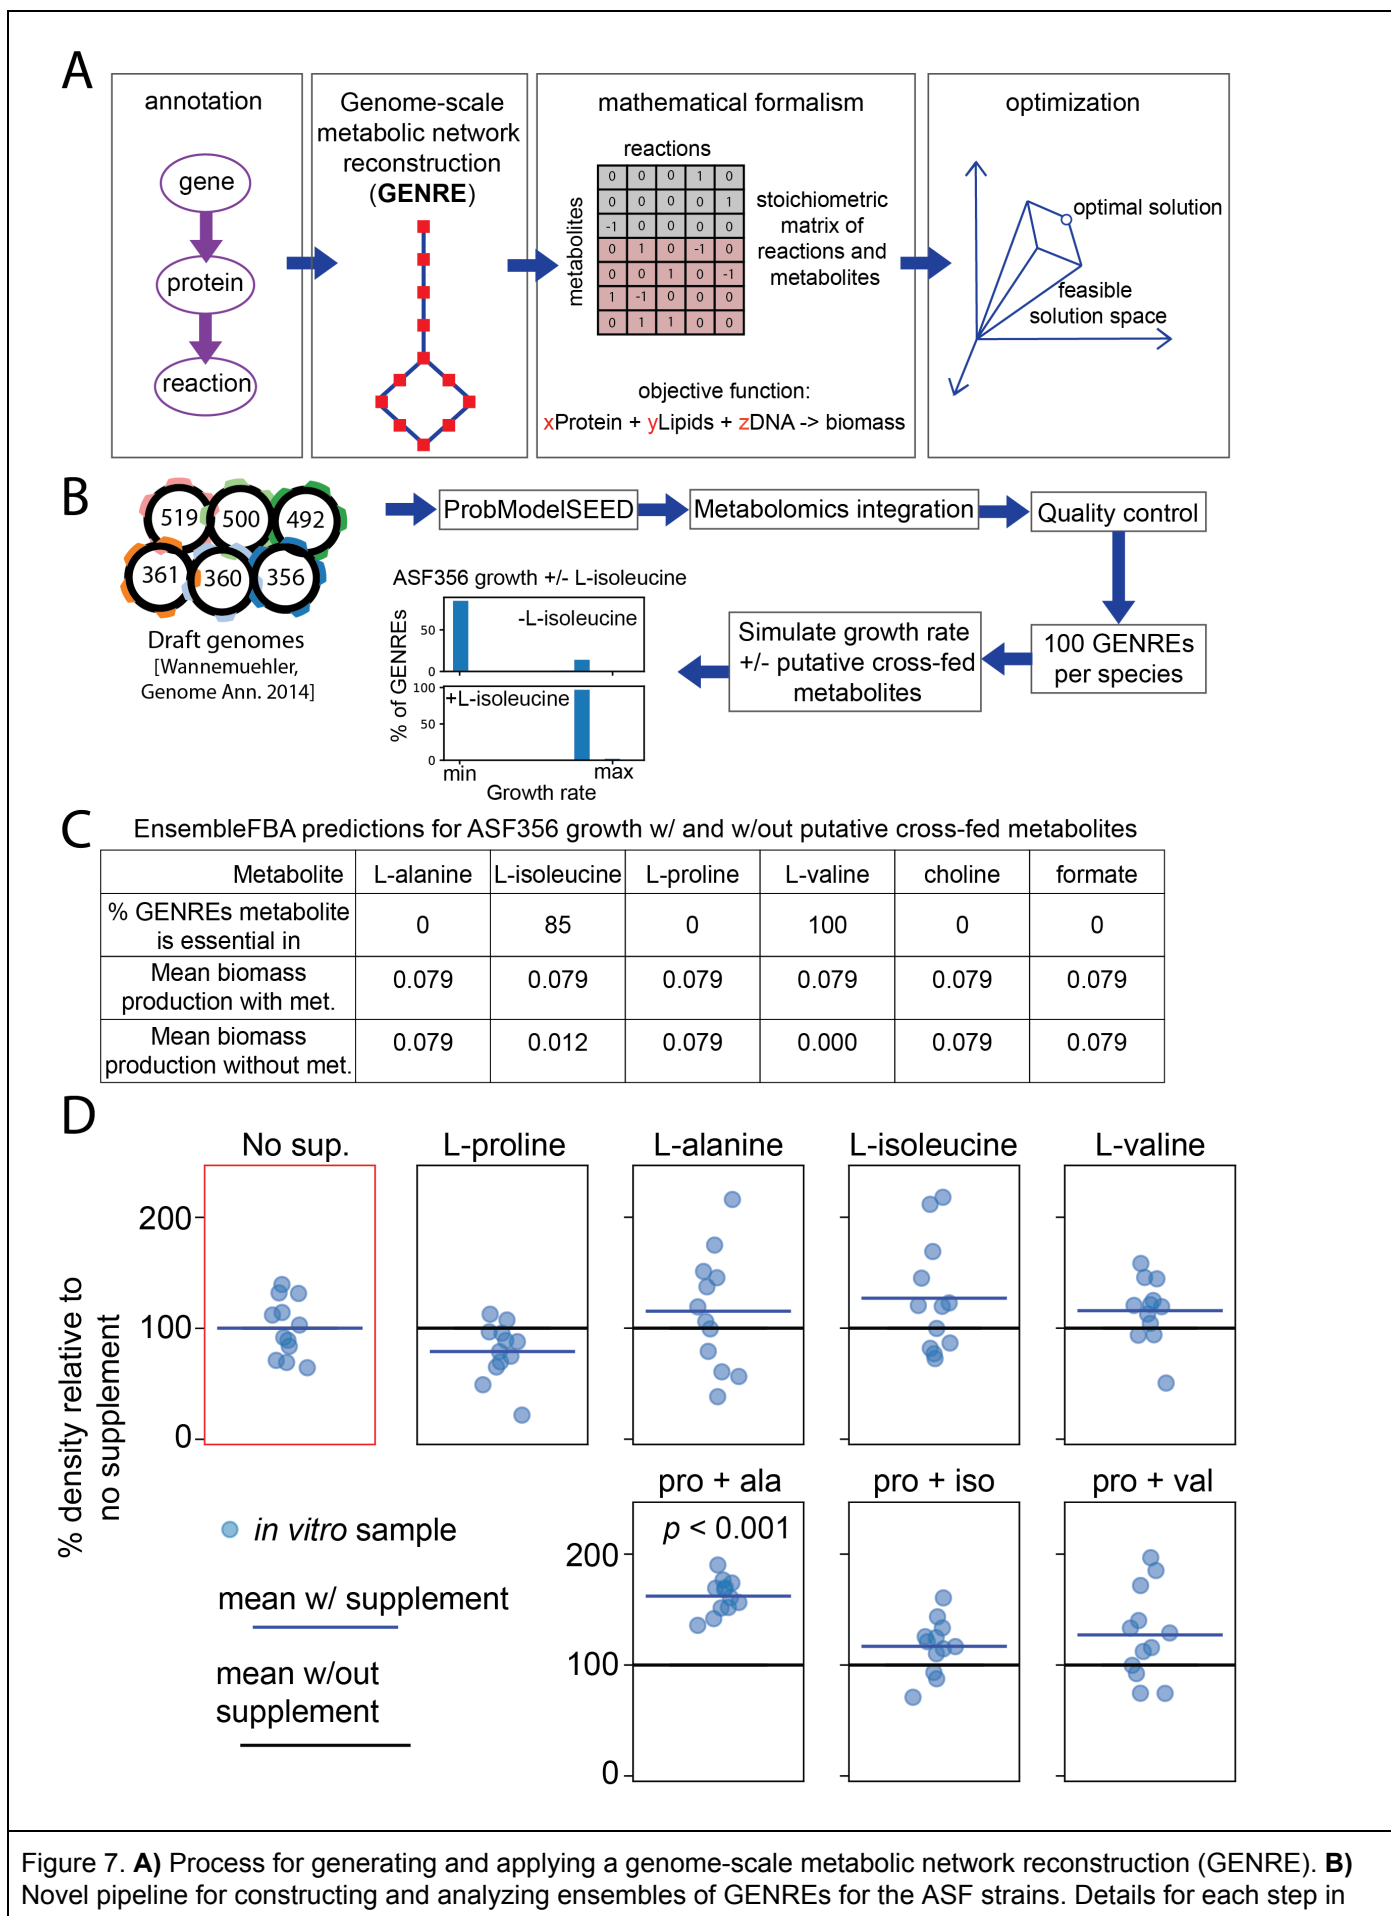 A
annotation
gene
protein
reaction
Genome-scale
metabolic network
reconstruction
(GENRE)
mathematical formalism
reactions
metabolites
0 0 0 1 0
0 0 0 0 1
-1 0 0 0 0
0 1 0 -1 0
0 0 1 0 -1
1 -1 0 0 0
0 1 1 0 0
stoichiometric
matrix of
reactions and
metabolites
objective function:
xProtein + yLipids + zDNA -> biomass
optimization
optimal solution
feasible
solution space
B
519 500 492
361 360 356
Draft genomes
[Wannemuehler,
Genome Ann. 2014]
ProbModelSEED
Metabolomics integration
Quality control
100 GENREs
per species
Simulate growth rate
+/- putative cross-fed
metabolites
ASF356 growth +/- L-isoleucine
% of GENREs
50
0
-L-isoleucine
100
50
0
+L-isoleucine
min max
Growth rate
C
EnsembleFBA predictions for ASF356 growth w/ and w/out putative cross-fed metabolites
Metabolite L-alanine L-isoleucine L-proline L-valine choline formate
% GENREs metabolite
is essential in
0 85 0 100 0 0
Mean biomass
production with met.
0.079 0.079 0.079 0.079 0.079 0.079
Mean biomass
production without met.
0.079 0.012 0.079 0.000 0.079 0.079
D
No sup. L-proline L-alanine L-isoleucine L-valine
200
100
0
% density relative to
no supplement
pro + ala pro + iso pro + val
p < 0.001
200
100
0
in vitro sample
mean w/ supplement
mean w/out
supplement
Figure 7. A) Process for generating and applying a genome-scale metabolic network reconstruction (GENRE). B)
Novel pipeline for constructing and analyzing ensembles of GENREs for the ASF strains. Details for each step in